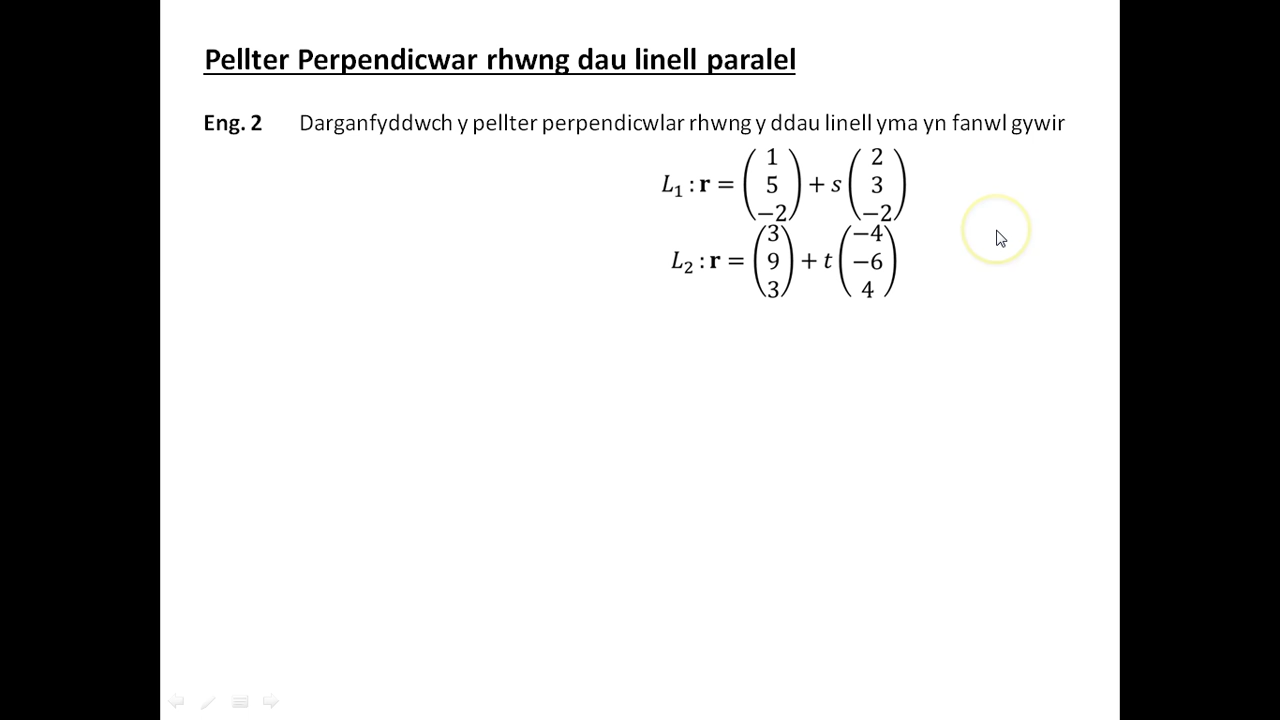 Pellter Perpendicwar rhwng dau linell paralel
Eng. 2 Darganfyddwch y pellter perpendicwlar rhwng y ddau linell yma yn fanwl gywir
L₁ : r = (1 5 −2) + s (2 3 −2)
L₂ : r = (3 9 3) + t (−4 −6 4)